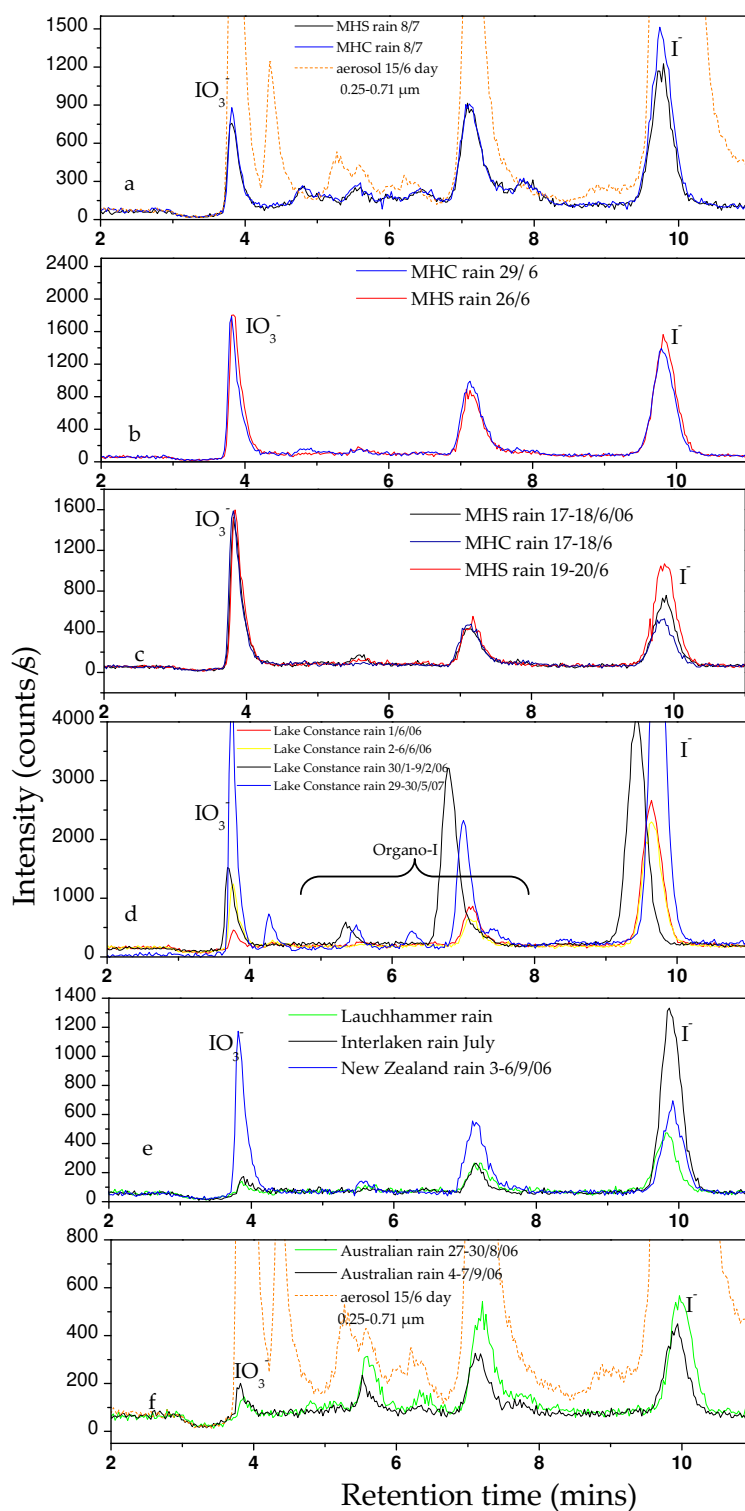 1500
1200
900
600
300
0
MHS rain 8/7
MHC rain 8/7
aerosol 15/6 day
0.25-0.71 µm
IO3-
I-
a
2 4 6 8 10
2400
2000
1600
1200
800
400
0
MHC rain 29/ 6
MHS rain 26/6
IO3-
I-
b
2 4 6 8 10
1600
1200
800
400
0
MHS rain 17-18/6/06
MHC rain 17-18/6
MHS rain 19-20/6
IO3-
I-
c
2 4 6 8 10
4000
3000
2000
1000
500
0
Lake Constance rain 1/6/06
Lake Constance rain 2-6/6/06
Lake Constance rain 30/1-9/2/06
Lake Constance rain 29-30/5/07
IO3-
I-
Organo-I
d
2 4 6 8 10
1400
1200
1000
800
600
400
200
0
Lauchhammer rain
Interlaken rain July
New Zealand rain 3-6/9/06
IO3-
I-
e
2 4 6 8 10
800
600
400
200
0
Australian rain 27-30/8/06
Australian rain 4-7/9/06
aerosol 15/6 day
0.25-0.71 µm
IO3-
I-
f
2 4 6 8 10
Intensity (counts/s)
Retention time (mins)